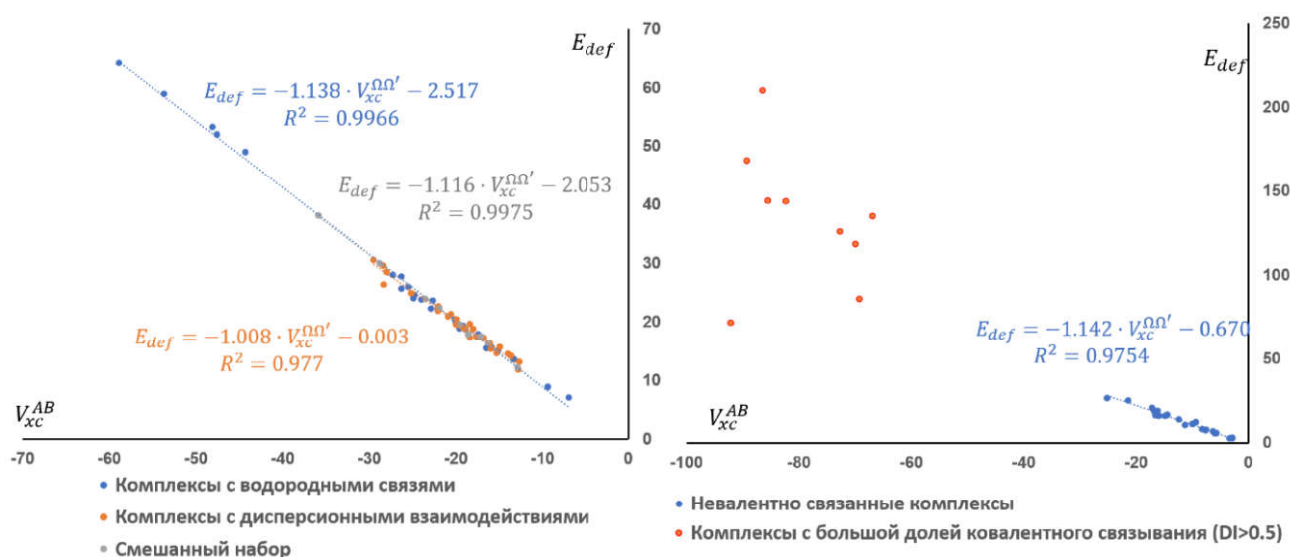 E_def
70
60
50
40
30
20
10
0
E_def = −1.138 · V_xc^ΩΩ′ − 2.517
R² = 0.9966
E_def = −1.116 · V_xc^ΩΩ′ − 2.053
R² = 0.9975
E_def = −1.008 · V_xc^ΩΩ′ − 0.003
R² = 0.977
V_xc^AB
-70 -60 -50 -40 -30 -20 -10 0
Комплексы с водородными связями
Комплексы с дисперсионными взаимодействиями
Смешанный набор
E_def
250
200
150
100
50
0
E_def = −1.142 · V_xc^ΩΩ′ − 0.670
R² = 0.9754
V_xc^AB
-100 -80 -60 -40 -20 0
Невалентно связанные комплексы
Комплексы с большой долей ковалентного связывания (DI>0.5)